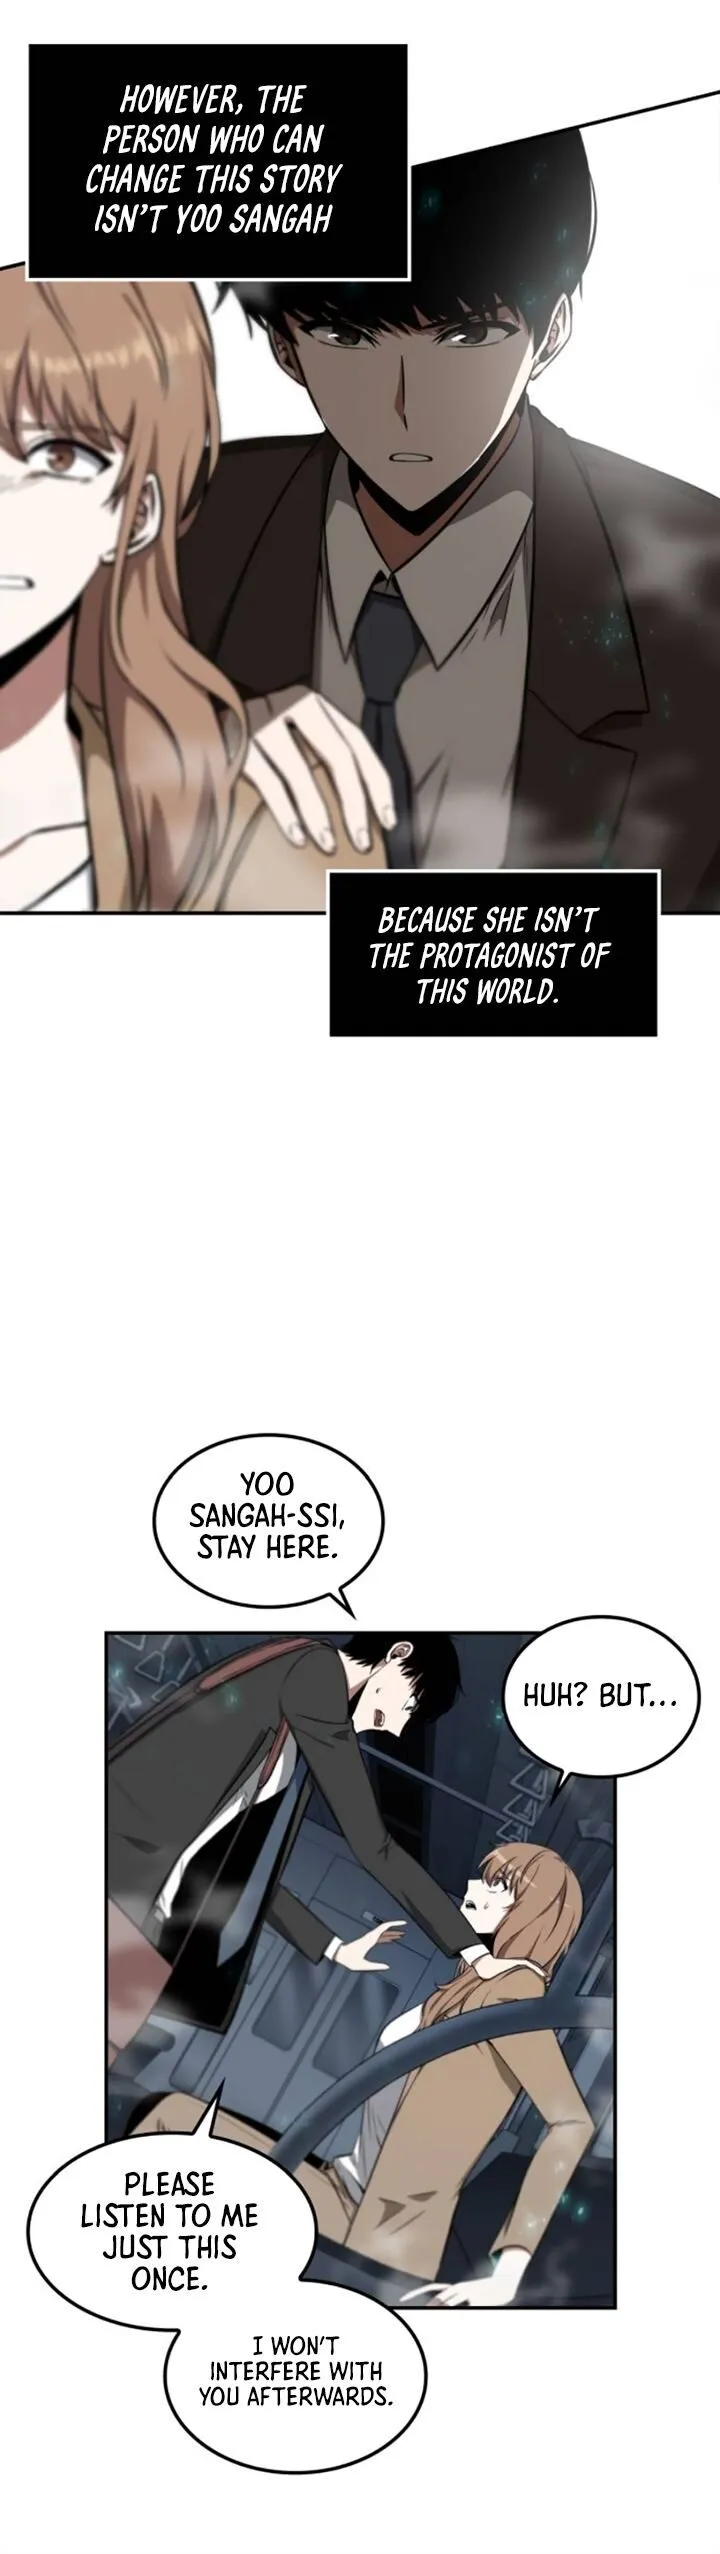 HOWEVER, THE
PERSON WHO CAN
CHANGE THIS STORY
ISN'T YOO SANGAH
BECAUSE SHE ISN'T
THE PROTAGONIST OF
THIS WORLD.
YOO
SANGAH-SSI,
STAY HERE.
HUH? BUT...
PLEASE
LISTEN TO ME
JUST THIS
ONCE.
I WON'T
INTERFERE WITH
YOU AFTERWARDS.